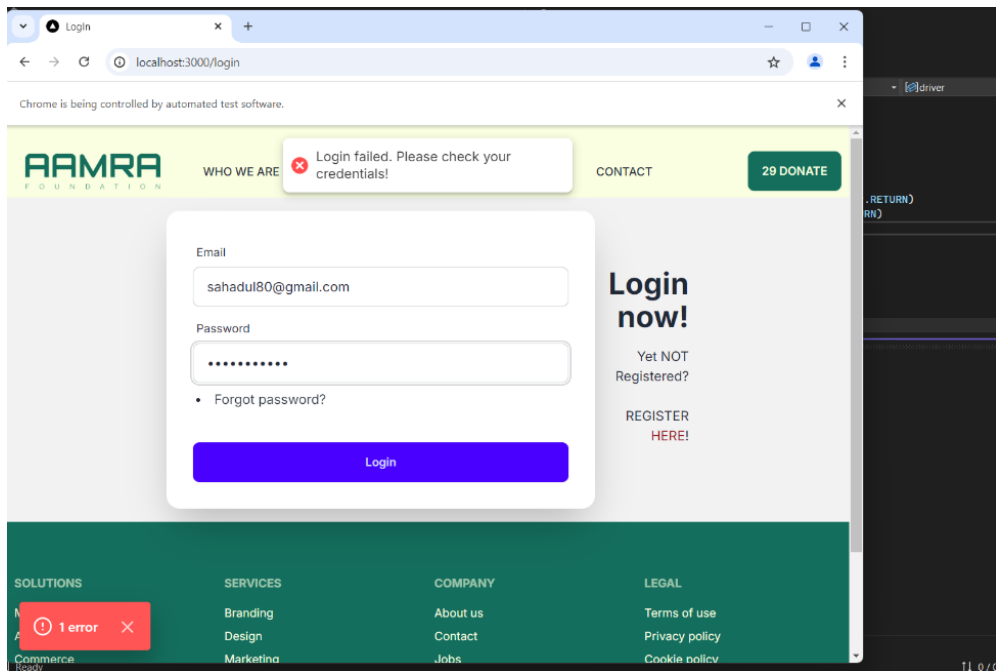 Login
localhost:3000/login
Chrome is being controlled by automated test software.
[driver
AAMRA
FOUNDATION
WHO WE ARE
Login failed. Please check your
credentials!
CONTACT
29 DONATE
.RETURN)
RN)
Email
sahadul80@gmail.com
Password
•••••••••••
• Forgot password?
Login
Login
now!
Yet NOT
Registered?
REGISTER
HERE!
SOLUTIONS
SERVICES
COMPANY
LEGAL
Branding
About us
Terms of use
1 error
Design
Contact
Privacy policy
Commerce
Marketing
Jobs
Cookie policy
Ready